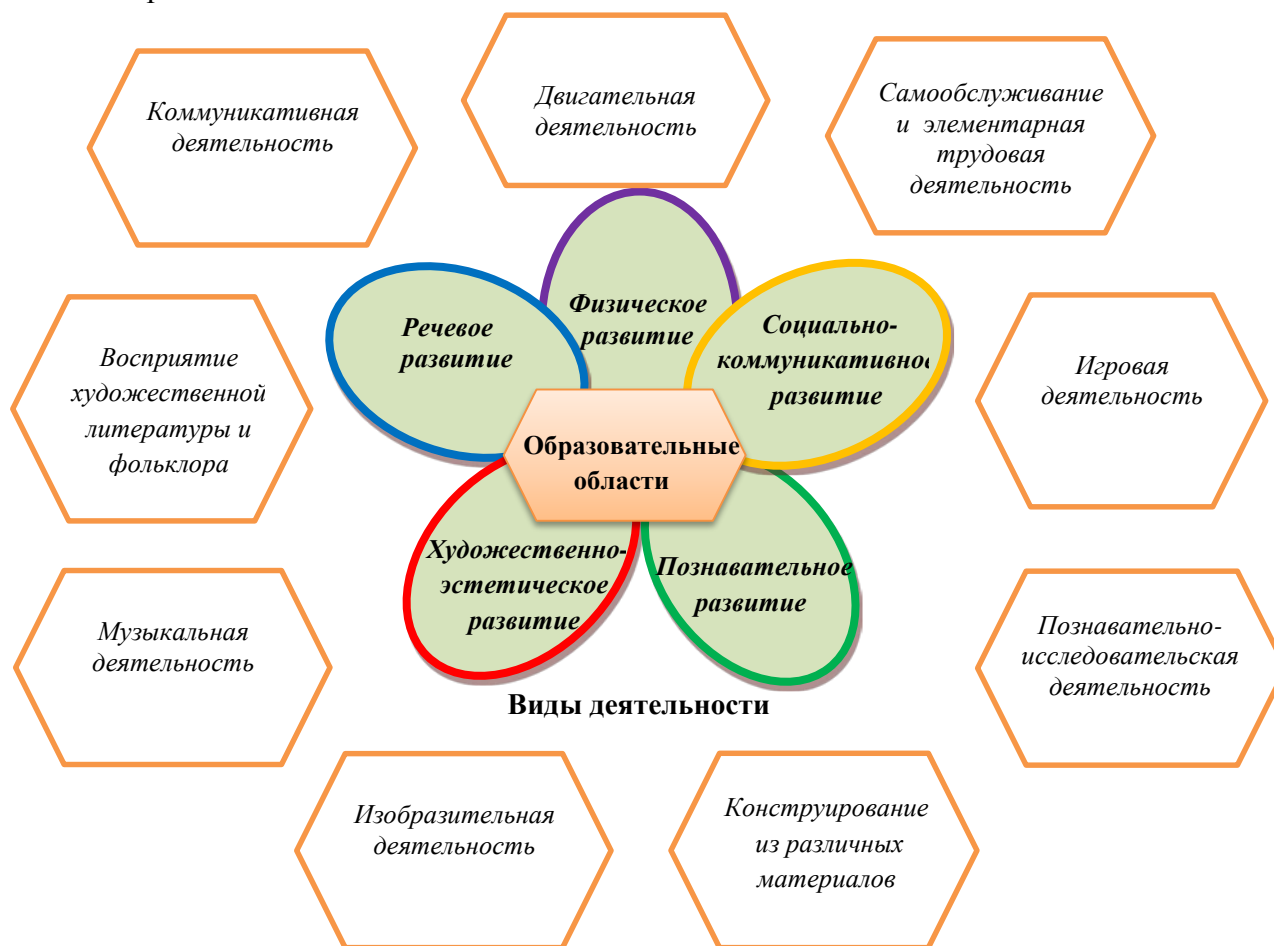 Двигательная
деятельность
Коммуникативная
деятельность
Самообслуживание
и элементарная
трудовая
деятельность
Физическое
развитие
Речевое
развитие
Социально-
коммуникативно
развитие
Восприятие
художественной
литературы и
фольклора
Игровая
деятельность
Образовательные
области
Художественно-
эстетическое
развитие
Познавательное
развитие
Музыкальная
деятельность
Познавательно-
исследовательская
деятельность
Виды деятельности
Изобразительная
деятельность
Конструирование
из различных
материалов